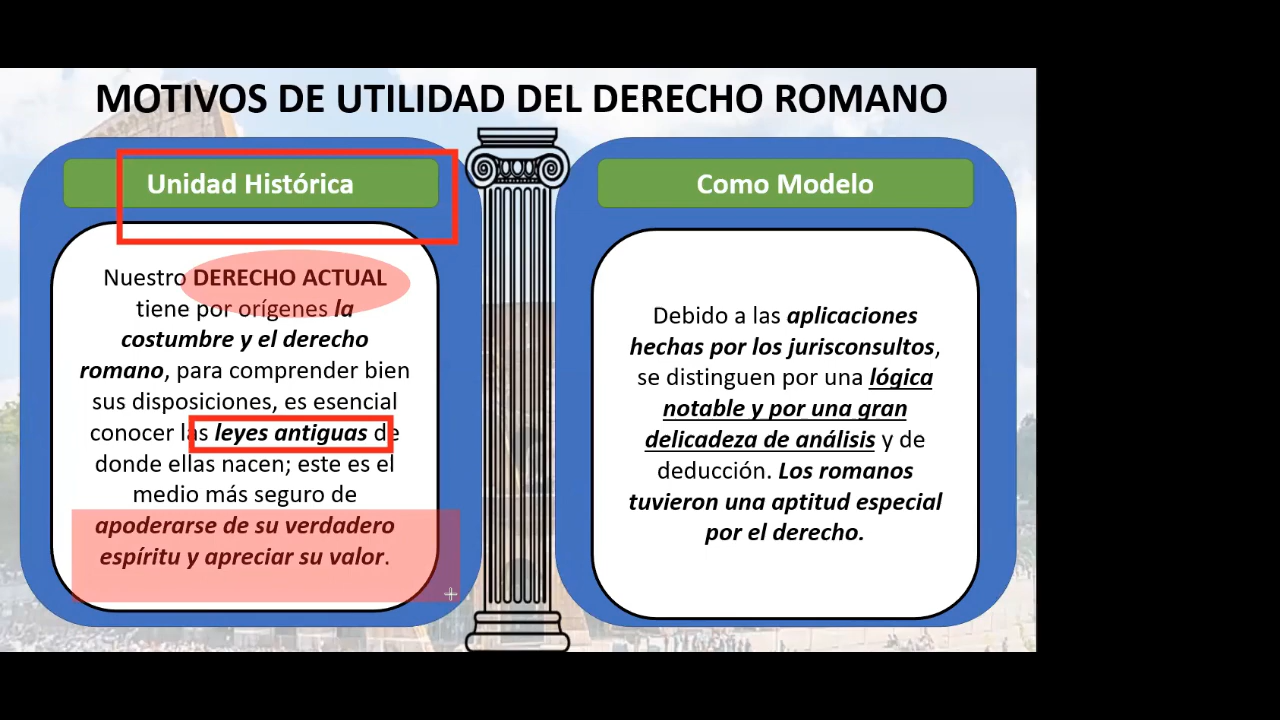 MOTIVOS DE UTILIDAD DEL DERECHO ROMANO
Unidad Histórica
Nuestro DERECHO ACTUAL
tiene por orígenes la
costumbre y el derecho
romano, para comprender bien
sus disposiciones, es esencial
conocer las leyes antiguas de
donde ellas nacen; este es el
medio más seguro de
apoderarse de su verdadero
espíritu y apreciar su valor.
Como Modelo
Debido a las aplicaciones
hechas por los jurisconsultos,
se distinguen por una lógica
notable y por una gran
delicadeza de análisis y de
deducción. Los romanos
tuvieron una aptitud especial
por el derecho.